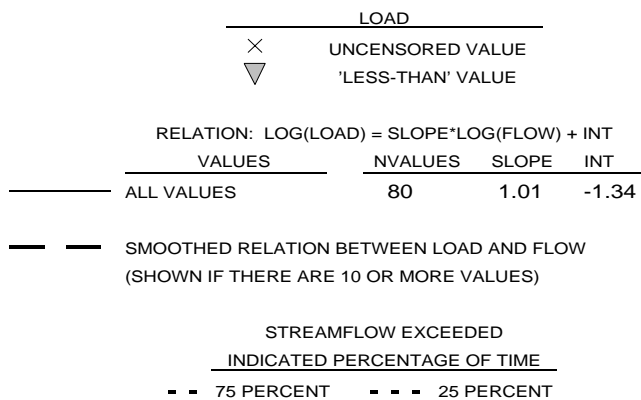 LOAD
UNCENSORED VALUE
'LESS-THAN' VALUE
RELATION: LOG(LOAD) = SLOPE*LOG(FLOW) + INT
VALUES NVALUES SLOPE INT
ALL VALUES 80 1.01 -1.34
SMOOTHED RELATION BETWEEN LOAD AND FLOW
(SHOWN IF THERE ARE 10 OR MORE VALUES)
STREAMFLOW EXCEEDED
INDICATED PERCENTAGE OF TIME
75 PERCENT 25 PERCENT